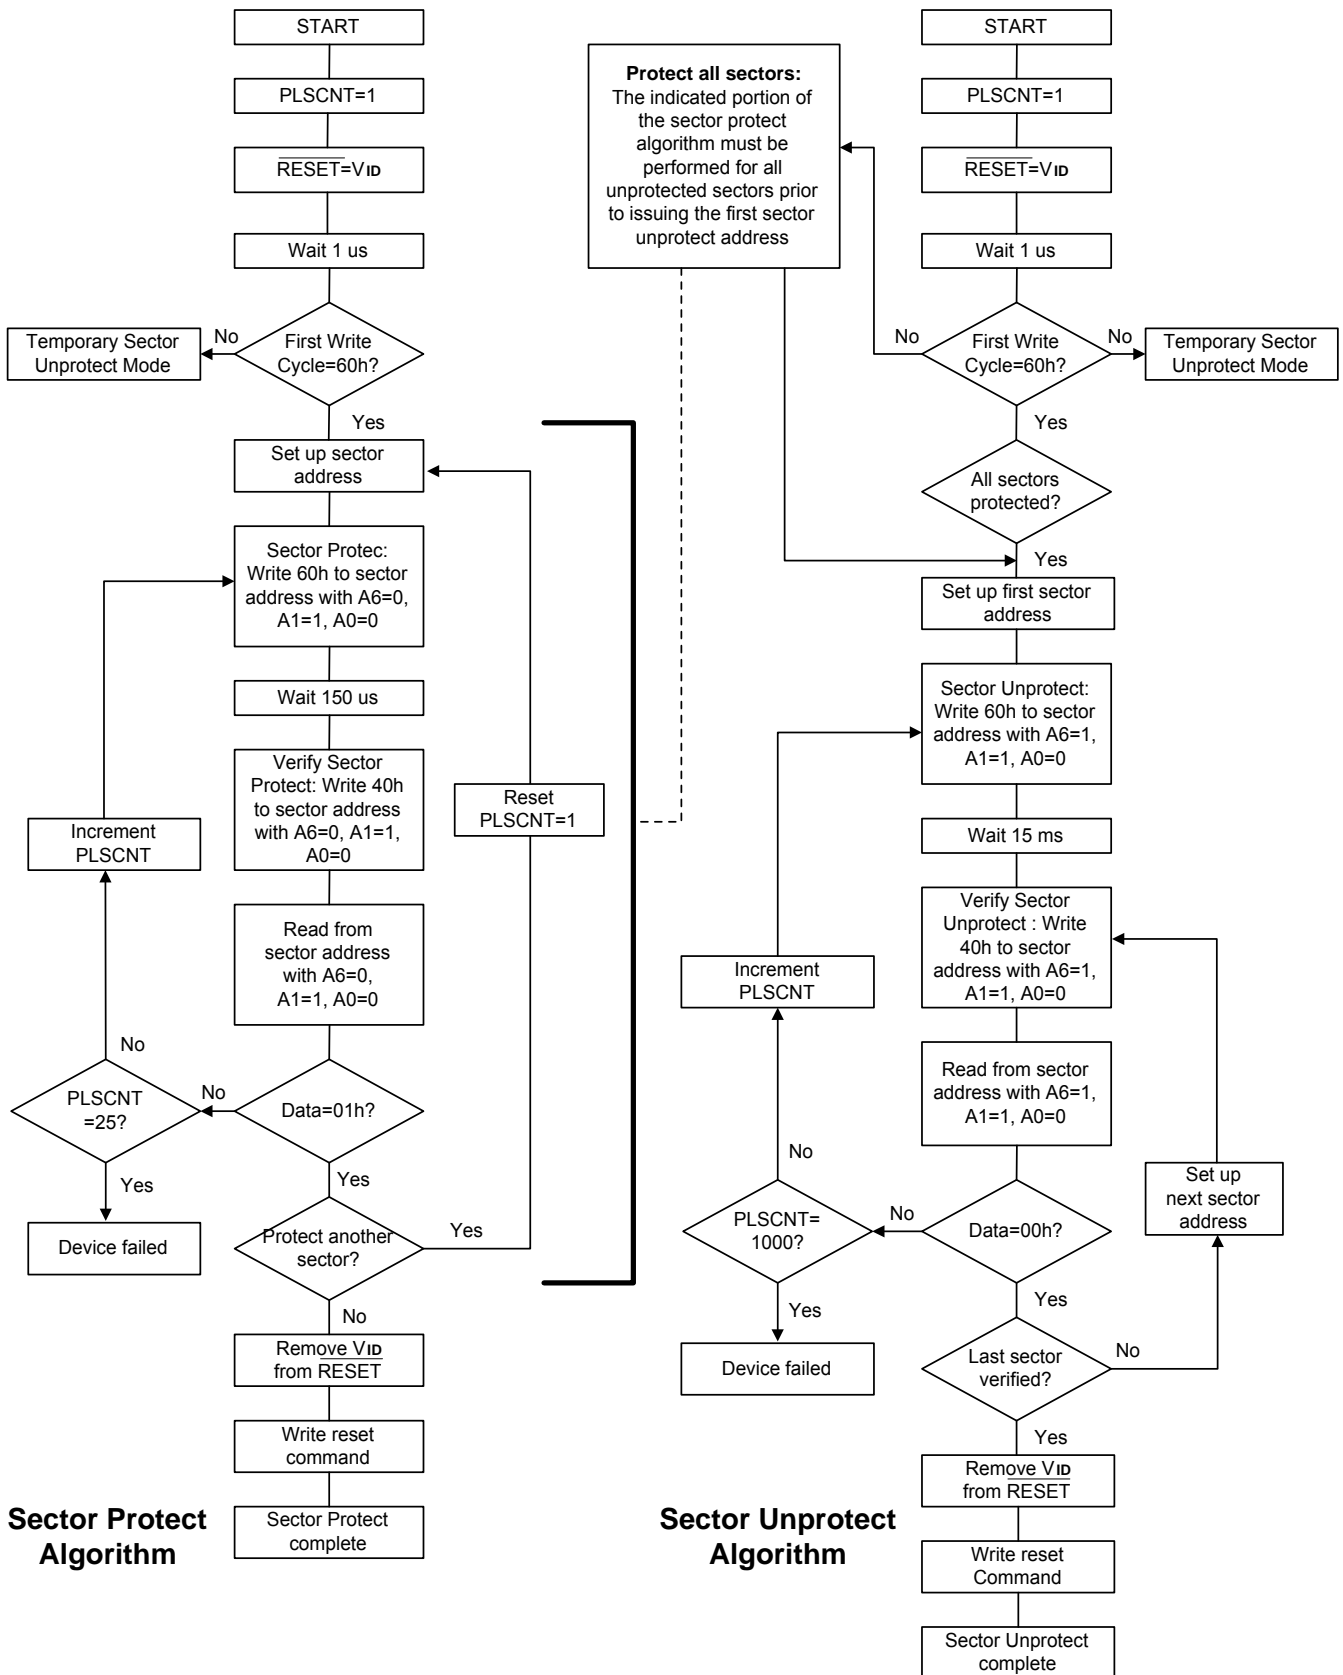 START
PLSCNT=1
RESET=VID
Wait 1 us
First Write
Cycle=60h?
No
Temporary Sector
Unprotect Mode
Yes
Set up sector
address
Sector Protec:
Write 60h to sector
address with A6=0,
A1=1, A0=0
Wait 150 us
Verify Sector
Protect: Write 40h
to sector address
with A6=0, A1=1,
A0=0
Reset
PLSCNT=1
Increment
PLSCNT
Read from
sector address
with A6=0,
A1=1, A0=0
No
PLSCNT
=25?
No
Data=01h?
Yes
Yes
Device failed
Protect another
sector?
Yes
No
Remove VID
from RESET
Write reset
command
Sector Protect
complete
Sector Protect
Algorithm
Protect all sectors:
The indicated portion of
the sector protect
algorithm must be
performed for all
unprotected sectors prior
to issuing the first sector
unprotect address
START
PLSCNT=1
RESET=VID
Wait 1 us
No
First Write
Cycle=60h?
No
Temporary Sector
Unprotect Mode
Yes
All sectors
protected?
Yes
Set up first sector
address
Sector Unprotect:
Write 60h to sector
address with A6=1,
A1=1, A0=0
Wait 15 ms
Verify Sector
Unprotect : Write
40h to sector
address with A6=1,
A1=1, A0=0
Increment
PLSCNT
Read from sector
address with A6=1,
A1=1, A0=0
No
PLSCNT=
1000?
No
Data=00h?
Set up
next sector
address
Yes
Yes
Device failed
Last sector
verified?
No
Yes
Remove VID
from RESET
Write reset
Command
Sector Unprotect
complete
Sector Unprotect
Algorithm